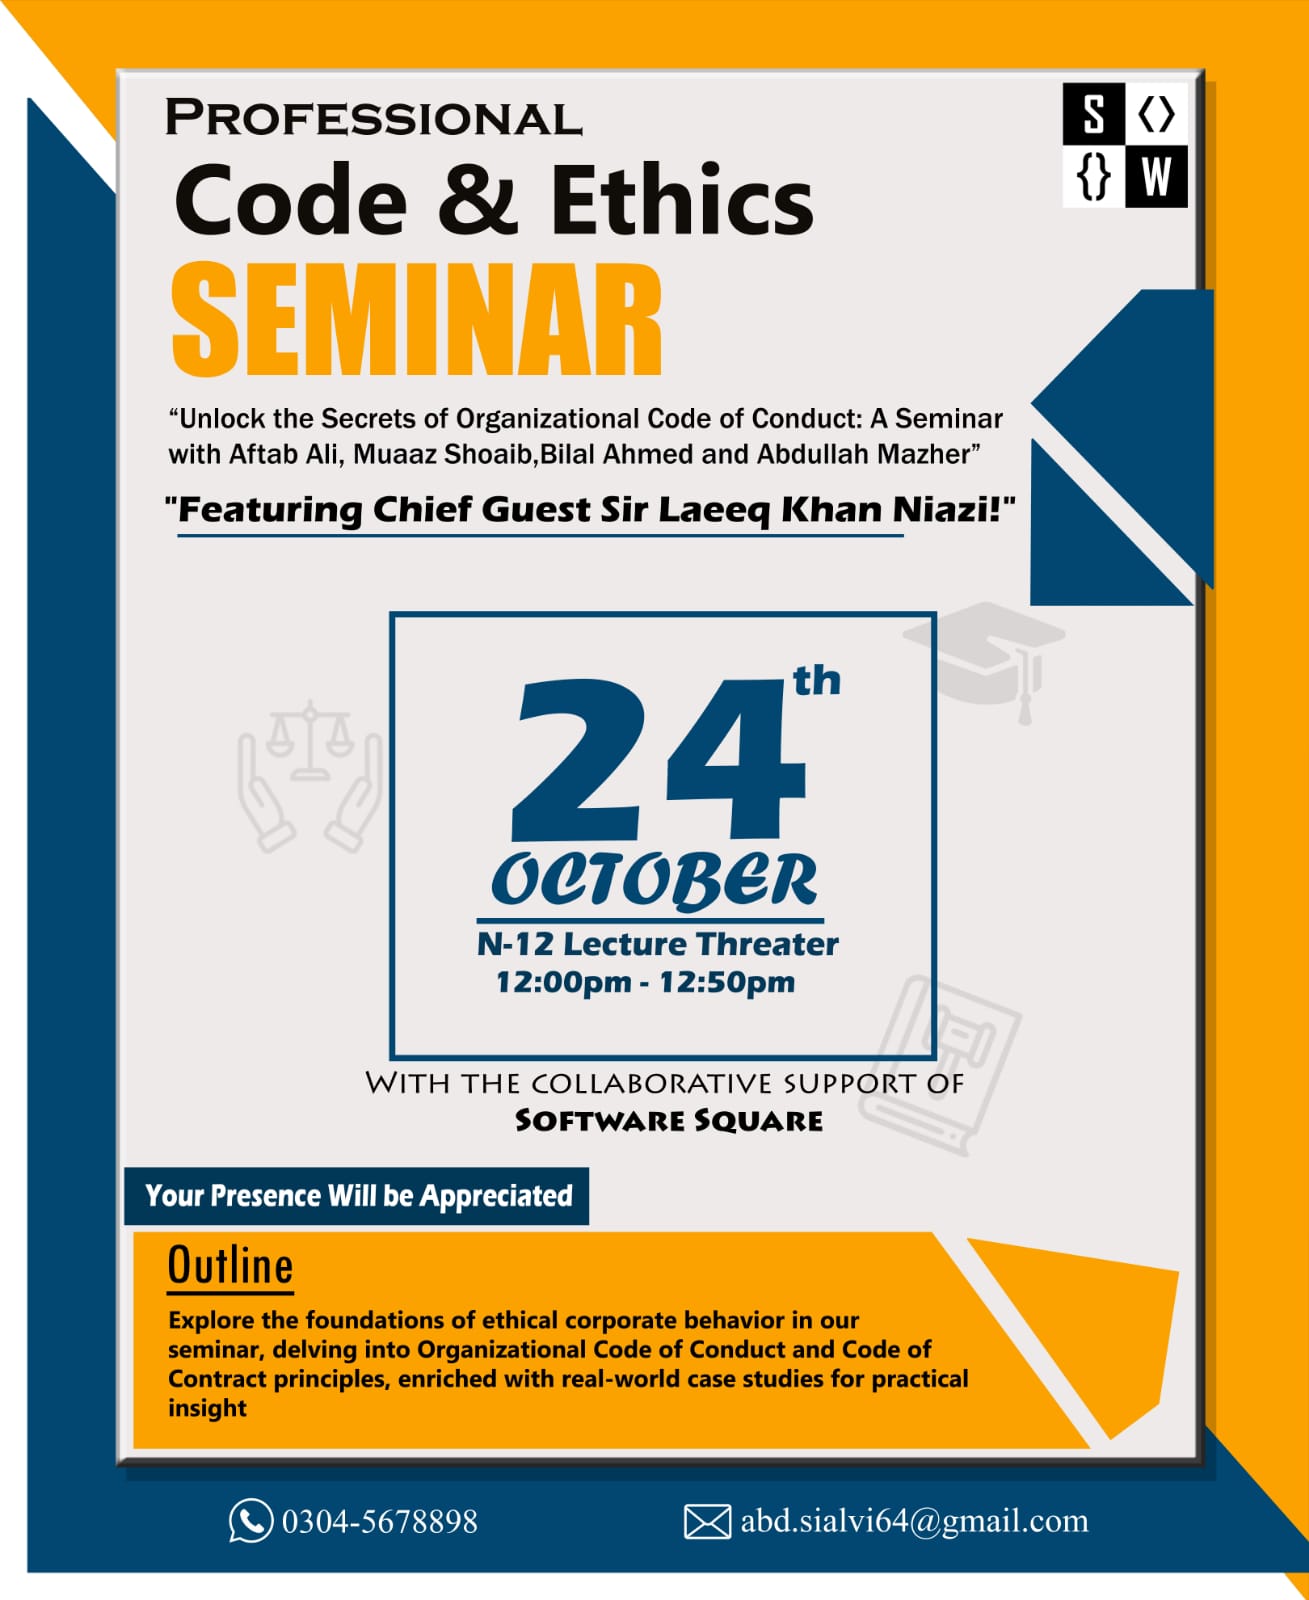 PROFESSIONAL
Code & Ethics
SEMINAR
S <>
{} W
“Unlock the Secrets of Organizational Code of Conduct: A Seminar
with Aftab Ali, Muaaz Shoaib,Bilal Ahmed and Abdullah Mazher”
"Featuring Chief Guest Sir Laeeq Khan Niazi!"
24th
OCTOBER
N-12 Lecture Threater
12:00pm - 12:50pm
WITH THE COLLABORATIVE SUPPORT OF
SOFTWARE SQUARE
Your Presence Will be Appreciated
Outline
Explore the foundations of ethical corporate behavior in our
seminar, delving into Organizational Code of Conduct and Code of
Contract principles, enriched with real-world case studies for practical
insight
0304-5678898
abd.sialvi64@gmail.com